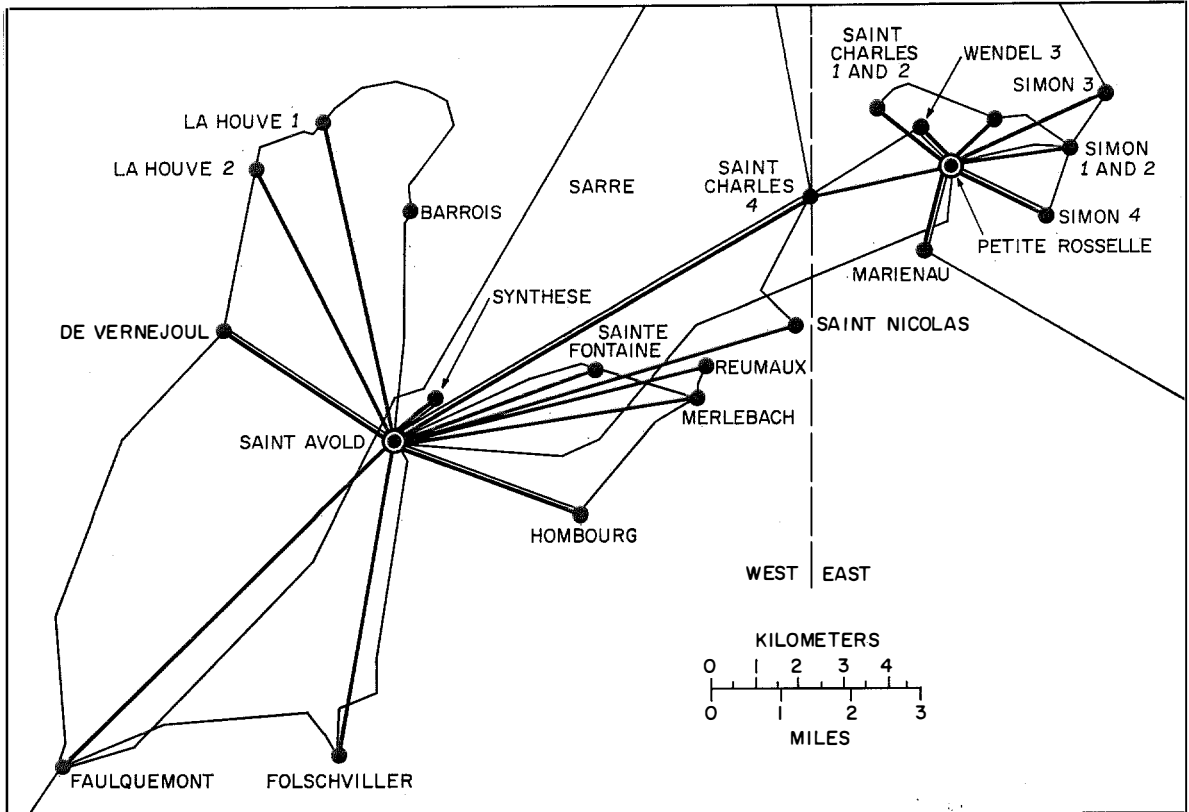 SAINT
CHARLES
1 AND 2
WENDEL 3
SIMON 3
LA HOUVE 1
LA HOUVE 2
SARRE
SAINT
CHARLES
4
SIMON
1 AND 2
BARROIS
SIMON 4
PETITE ROSSELLE
MARIENAU
SYNTHESE
DE VERNEJOUL
SAINTE
FONTAINE
SAINT NICOLAS
REUMAUX
MERLEBACH
SAINT AVOLD
HOMBOURG
WEST
EAST
KILOMETERS
0 1 2 3 4
0 1 2 3
MILES
FAULQUEMONT
FOLSCHVILLER